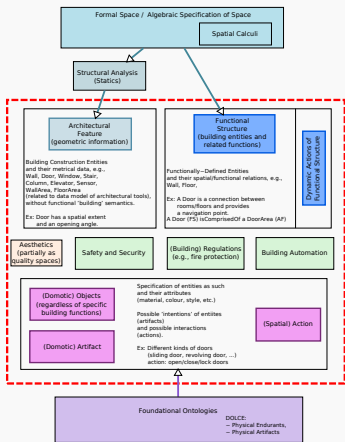 Formal Space / Algebraic Specification of Space
Spatial Calculi
Structural Analysis
(Statics)
Architectural
Feature
(geometric information)
Building Construction Entities
and their metrical data, e.g.,
Wall, Door, Window, Stair,
Column, Elevator, Sensor,
WallArea, FloorArea
(related to data model of architectural tools),
without functional 'building' semantics.
Ex: Door has a spatial extent
and an opening angle.
Functional
Structure
(building entities and
related functions)
Functionally−Defined Entities
and their spatial/functional relations, e.g.,
Wall, Floor,
Ex: A Door is a connection between
rooms/floors and provides
a navigation point.
A Door (FS) isComprisedOf a DoorArea (AF)
Dynamic Actions of
Functional Structure
Aesthetics
(partially as
quality spaces)
Safety and Security
(Building) Regulations
(e.g., fire protection)
Building Automation
(Domotic) Objects
(regardless of specific
building functions)
(Domotic) Artifact
Specification of entities as such
and their attributes
(material, colour, style, etc.)
Possible 'intentions' of entites
(artifacts)
and possible interactions
(actions).
Ex: Different kinds of doors
(sliding door, revolving door, ...)
action: open/close/lock doors
(Spatial) Action
Foundational Ontologies
DOLCE:
− Physical Endurants,
− Physical Artifacts